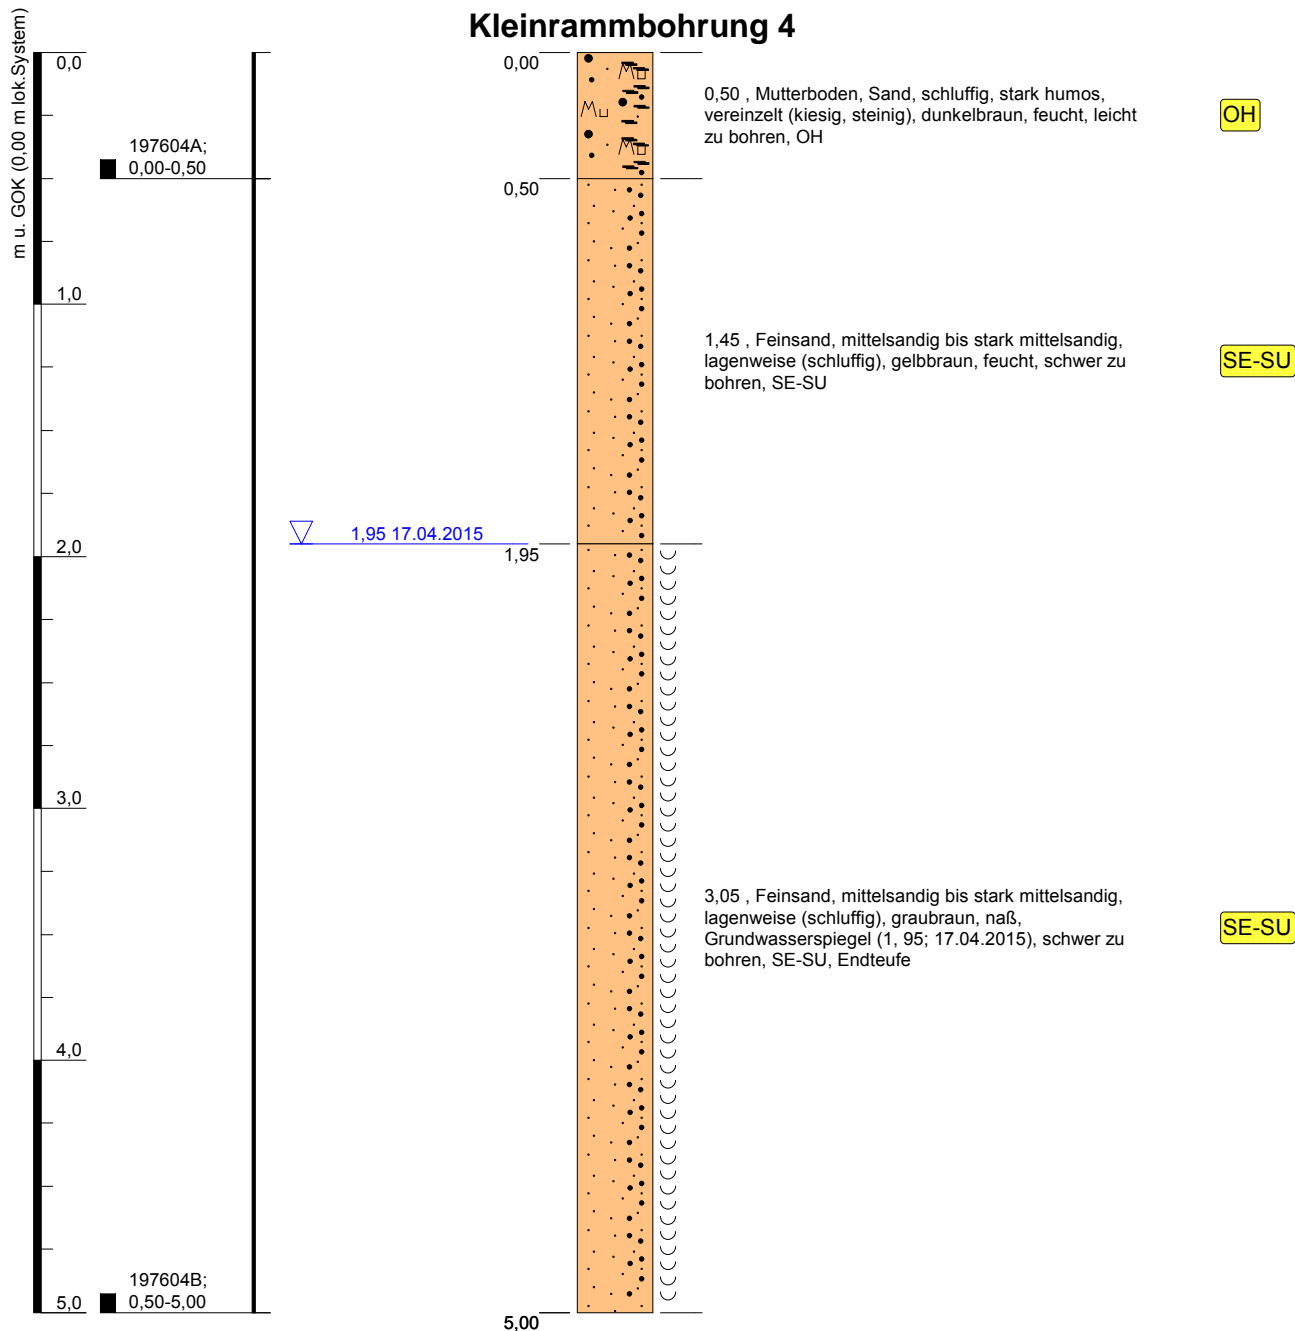 Kleinrammbohrung 4
m u. GOK (0,00 m lok.System)
0,0
1,0
2,0
3,0
4,0
5,0
197604A;
0,00-0,50
197604B;
0,50-5,00
1,95 17.04.2015
0,00
0,50
1,95
5,00
0,50 , Mutterboden, Sand, schluffig, stark humos,
vereinzelt (kiesig, steinig), dunkelbraun, feucht, leicht
zu bohren, OH
OH
1,45 , Feinsand, mittelsandig bis stark mittelsandig,
lagenweise (schluffig), gelbbraun, feucht, schwer zu
bohren, SE-SU
SE-SU
3,05 , Feinsand, mittelsandig bis stark mittelsandig,
lagenweise (schluffig), graubraun, naß,
Grundwasserspiegel (1, 95; 17.04.2015), schwer zu
bohren, SE-SU, Endteufe
SE-SU